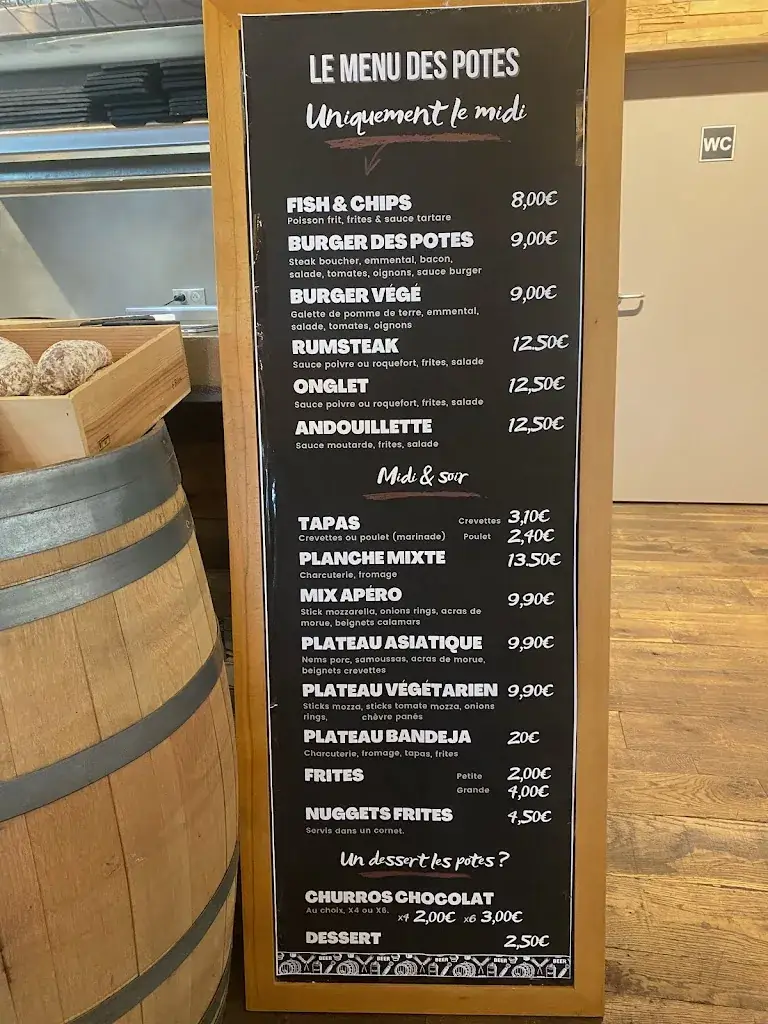 LE MENU DES POTES
Uniquement le midi
WC
FISH & CHIPS 8,00€
Poisson frit, frites & sauce tartare
BURGER DES POTES 9,00€
Steak boucher, emmental, bacon,
salade, tomates, oignons, sauce burger
BURGER VÉGÉ 9,00€
Galette de pomme de terre, emmental,
salade, tomates, oignons
RUMSTEAK 12.50€
Sauce poivre ou roquefort, frites, salade
ONGLET 12,50€
Sauce poivre ou roquefort, frites, salade
ANDOUILLETTE 12,50€
Sauce moutarde, frites, salade
Midi & soir
TAPAS Crevettes 3,10€
Crevettes ou poulet (marinade) Poulet 2,40€
PLANCHE MIXTE 13.50€
Charcuterie, fromage
MIX APÉRO 9,90€
Stick mozzarella, onions rings, acras de
morue, beignets calamars
PLATEAU ASIATIQUE 9,90€
Nems porc, samoussas, acras de morue,
beignets crevettes
PLATEAU VÉGÉTARIEN 9,90€
Sticks mozza, sticks tomate mozza, onions
rings, chèvre panés
PLATEAU BANDEJA 20€
Charcuterie, fromage, tapas, frites
FRITES Petite 2,00€
Grande 4,00€
NUGGETS FRITES 4,50€
Servis dans un cornet.
Un dessert les potes ?
CHURROS CHOCOLAT
Au choix, X4 ou X6. x4 2,00€ x6 3,00€
DESSERT 2,50€
BEER BEER BEER BEER BEER